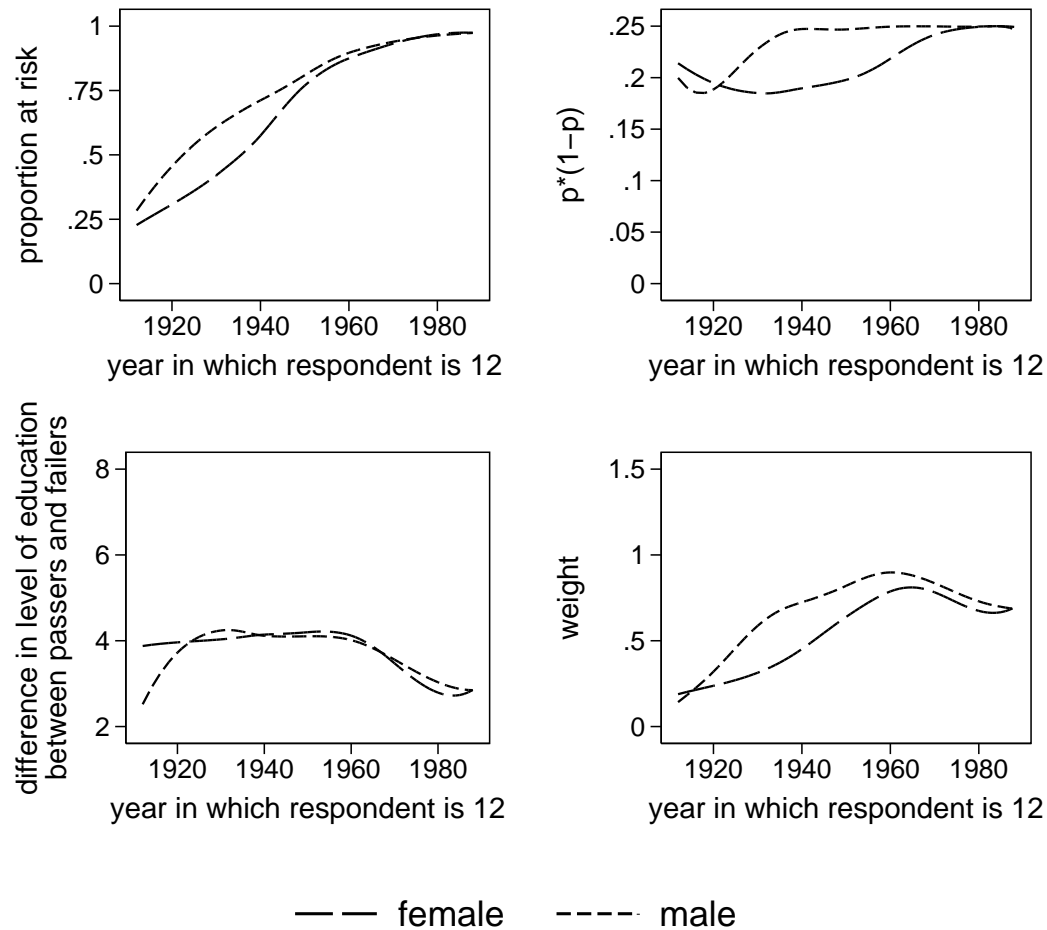 proportion at risk
1
.75
.5
.25
0
1920 1940 1960 1980
year in which respondent is 12
p*(1−p)
.25
.2
.15
.1
.05
0
1920 1940 1960 1980
year in which respondent is 12
difference in level of education
between passers and failers
8
6
4
2
1920 1940 1960 1980
year in which respondent is 12
weight
1.5
1
.5
0
1920 1940 1960 1980
year in which respondent is 12
female male